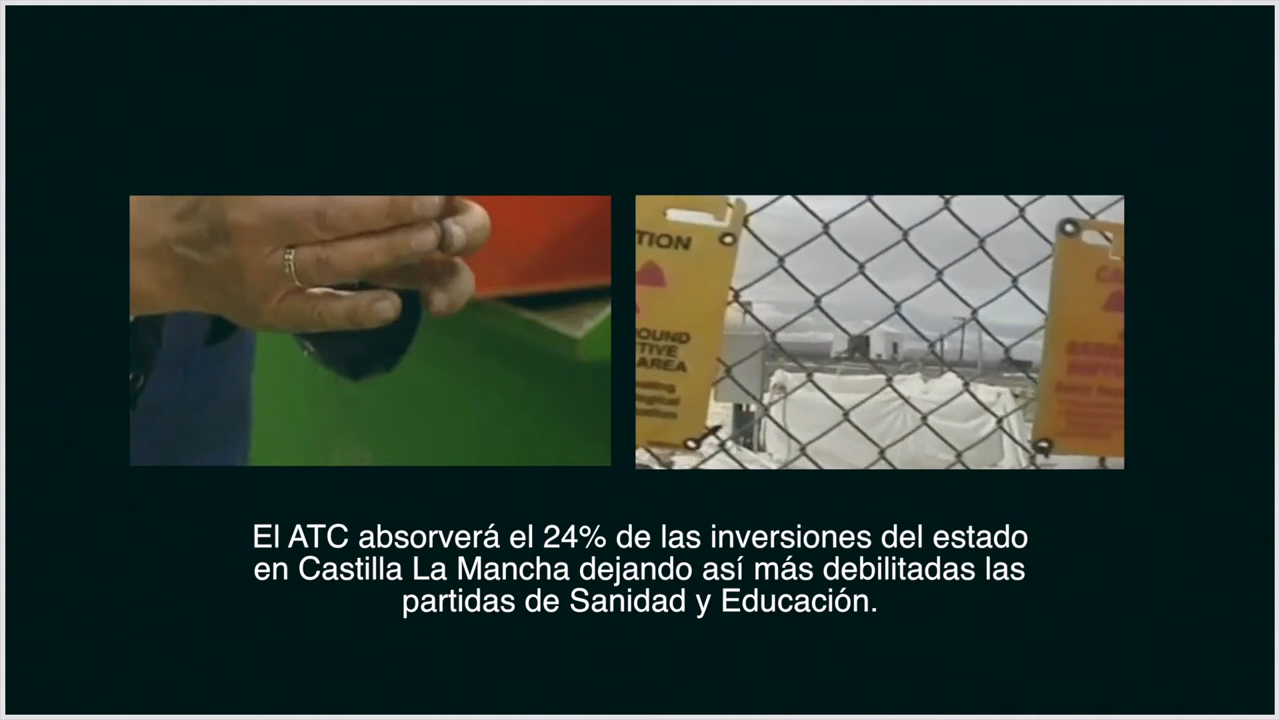 TION
OUND
TIVE
AREA
El ATC absorverá el 24% de las inversiones del estado
en Castilla La Mancha dejando así más debilitadas las
partidas de Sanidad y Educación.